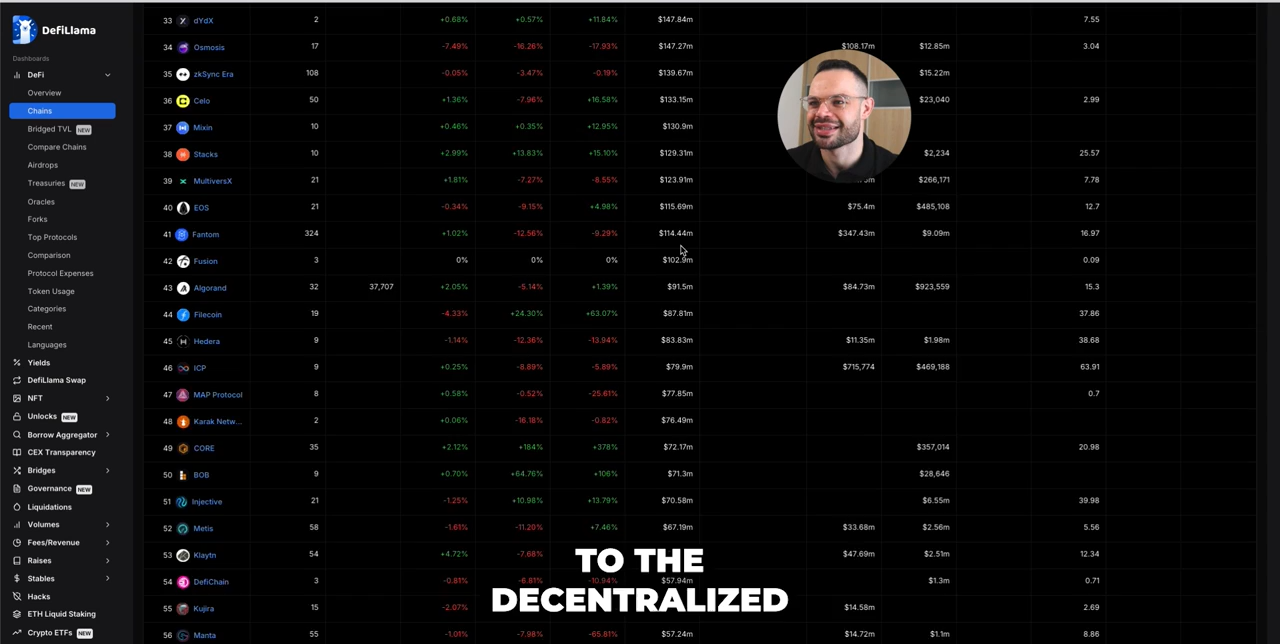 DefiLlama
Dashboards
DeFi
Overview
Chains
Bridged TVL NEW
Compare Chains
Airdrops
Treasuries NEW
Oracles
Forks
Top Protocols
Comparison
Protocol Expenses
Token Usage
Categories
Recent
Languages
Yields
DefiLlama Swap
NFT
Unlocks NEW
Borrow Aggregator
CEX Transparency
Bridges
Governance NEW
Liquidations
Volumes
Fees/Revenue
Raises
Stables
Hacks
ETH Liquid Staking
Crypto ETFs NEW
33 dYdX 2 +0.68% +0.57% +11.84% $147.84m 7.55
34 Osmosis 17 -7.49% -16.26% -17.93% $147.27m $108.17m $12.85m 3.04
35 zkSync Era 108 -0.05% -3.47% -0.19% $139.67m $15.22m
36 Celo 50 +1.36% -7.96% +16.58% $133.15m $23,040 2.99
37 Mixin 10 +0.46% +0.35% +12.95% $130.9m
38 Stacks 10 +2.99% +13.83% +15.10% $129.31m $2,234 25.57
39 MultiversX 21 +1.81% -7.27% -8.55% $123.91m $266,171 7.78
40 EOS 21 -0.34% -9.15% +4.98% $115.69m $75.4m $485,108 12.7
41 Fantom 324 +1.02% -12.56% -9.29% $114.44m $347.43m $9.09m 16.97
42 Fusion 3 0% 0% 0% $102.9m 0.09
43 Algorand 32 37,707 +2.05% -5.14% +1.39% $91.5m $84.73m $923,559 15.3
44 Filecoin 19 -4.33% +24.30% +63.07% $87.81m 37.86
45 Hedera 9 -1.14% -12.36% -13.94% $83.83m $11.35m $1.98m 38.68
46 ICP 9 +0.25% -8.89% -5.89% $79.9m $715,774 $469,188 63.91
47 MAP Protocol 8 +0.58% -0.52% -25.61% $77.85m 0.7
48 Karak Netw... 2 +0.06% -16.18% -0.82% $76.49m
49 CORE 35 +2.12% +184% +378% $72.17m $357,014 20.98
50 BOB 9 +0.70% +64.76% +106% $71.3m $28,646
51 Injective 21 -1.25% +10.98% +13.79% $70.58m $6.55m 39.98
52 Metis 58 -1.61% -11.20% +7.46% $67.19m $33.68m $2.56m 5.56
53 Klaytn 54 +4.72% -7.68% $47.69m $2.51m 12.34
54 DefiChain 3 -0.81% -6.81% -10.94% $57.94m $1.3m 0.71
55 Kujira 15 -2.07% $14.58m 2.69
56 Manta 55 -1.01% -7.98% -65.81% $57.24m $14.72m $1.1m 8.86
TO THE
DECENTRALIZED